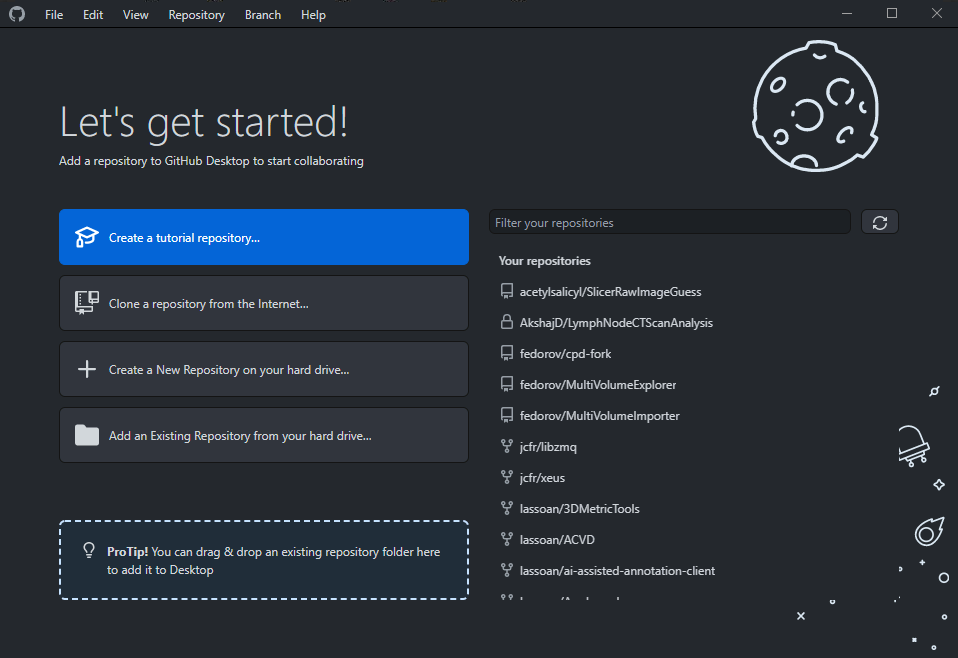 File Edit View Repository Branch Help
Let's get started!
Add a repository to GitHub Desktop to start collaborating
Create a tutorial repository...
Clone a repository from the Internet...
Create a New Repository on your hard drive...
Add an Existing Repository from your hard drive...
ProTip! You can drag & drop an existing repository folder here
to add it to Desktop
Filter your repositories
Your repositories
acetylsalicyl/SlicerRawImageGuess
AkshajD/LymphNodeCTScanAnalysis
fedorov/cpd-fork
fedorov/MultiVolumeExplorer
fedorov/MultiVolumeImporter
jcfr/libzmq
jcfr/xeus
lassoan/3DMetricTools
lassoan/ACVD
lassoan/ai-assisted-annotation-client